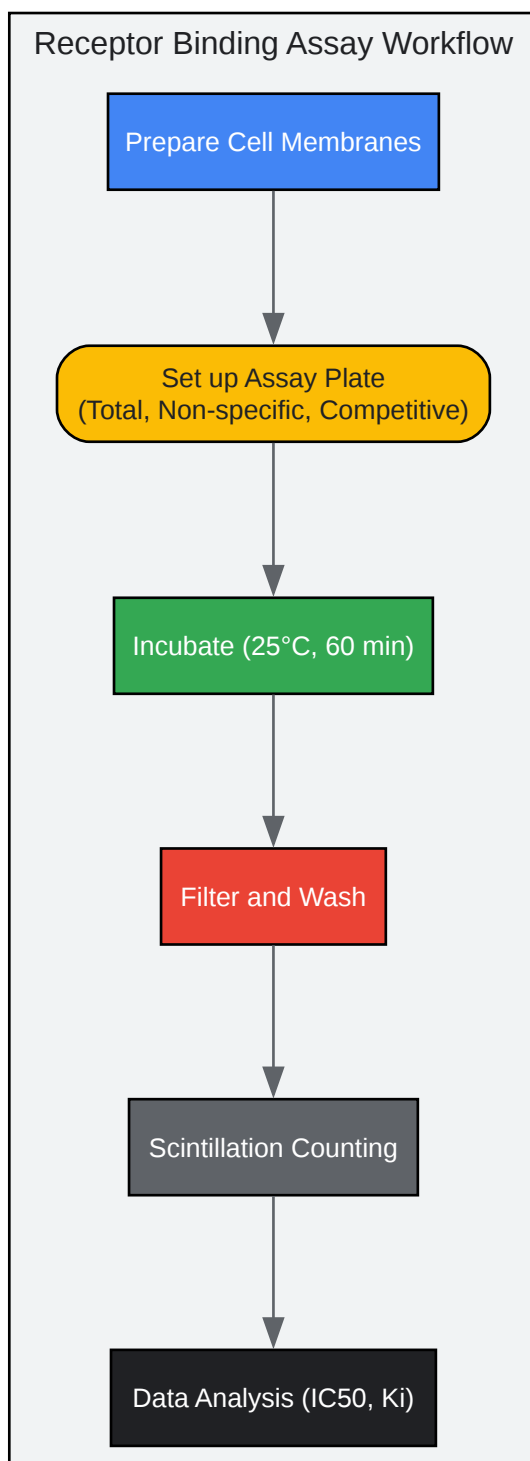 Receptor Binding Assay Workflow
Prepare Cell Membranes
Set up Assay Plate
(Total, Non-specific, Competitive)
Incubate (25°C, 60 min)
Filter and Wash
Scintillation Counting
Data Analysis (IC50, Ki)